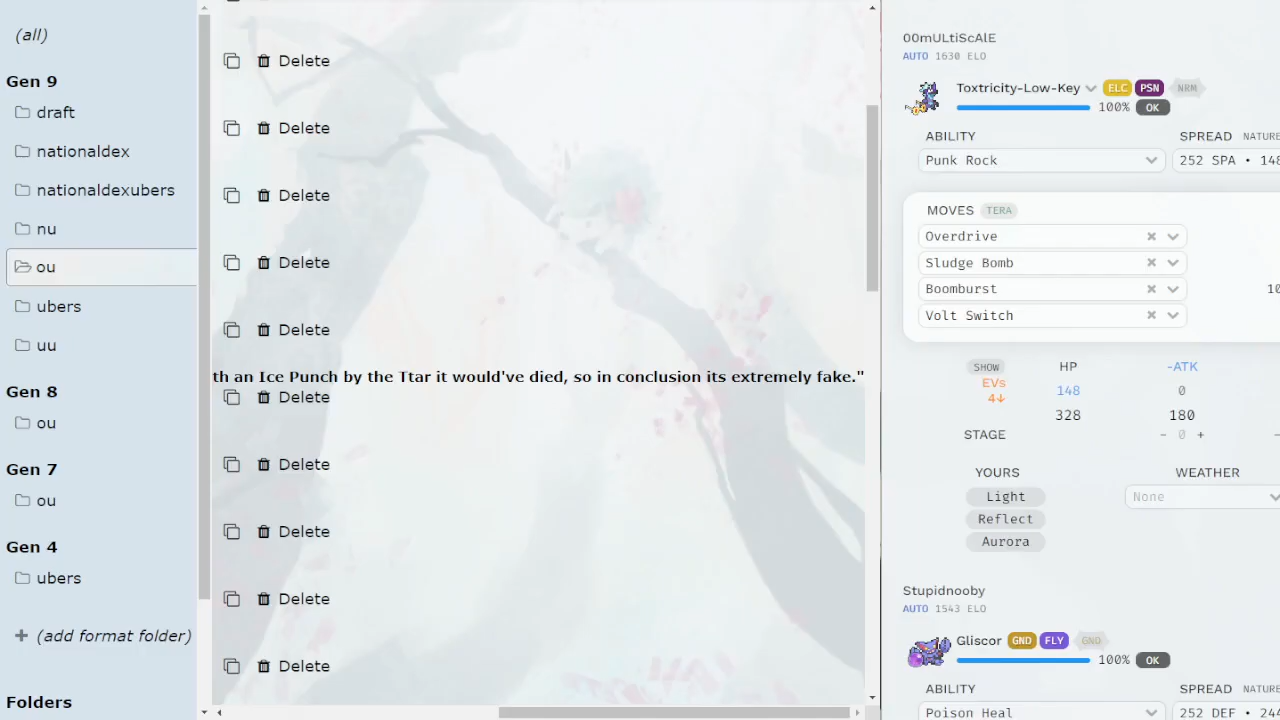 (all)
Gen 9
draft
nationaldex
nationaldexubers
nu
ou
ubers
uu
Gen 8
ou
Gen 7
ou
Gen 4
ubers
(add format folder)
Folders
Delete
Delete
Delete
Delete
Delete
th an Ice Punch by the Ttar it would've died, so in conclusion its extremely fake."
Delete
Delete
Delete
Delete
Delete
00mULtiScAlE
AUTO 1630 ELO
Toxtricity-Low-Key ELC PSN NRM
100% OK
ABILITY SPREAD NATURE
Punk Rock 252 SPA • 148
MOVES TERA
Overdrive
Sludge Bomb
Boomburst 10
Volt Switch
SHOW HP -ATK
EVs 148 0
4↓
328 180
STAGE - 0 + -
YOURS WEATHER
Light None
Reflect
Aurora
Stupidnooby
AUTO 1543 ELO
Gliscor GND FLY GND
100% OK
ABILITY SPREAD NATURE
Poison Heal 252 DEF • 244